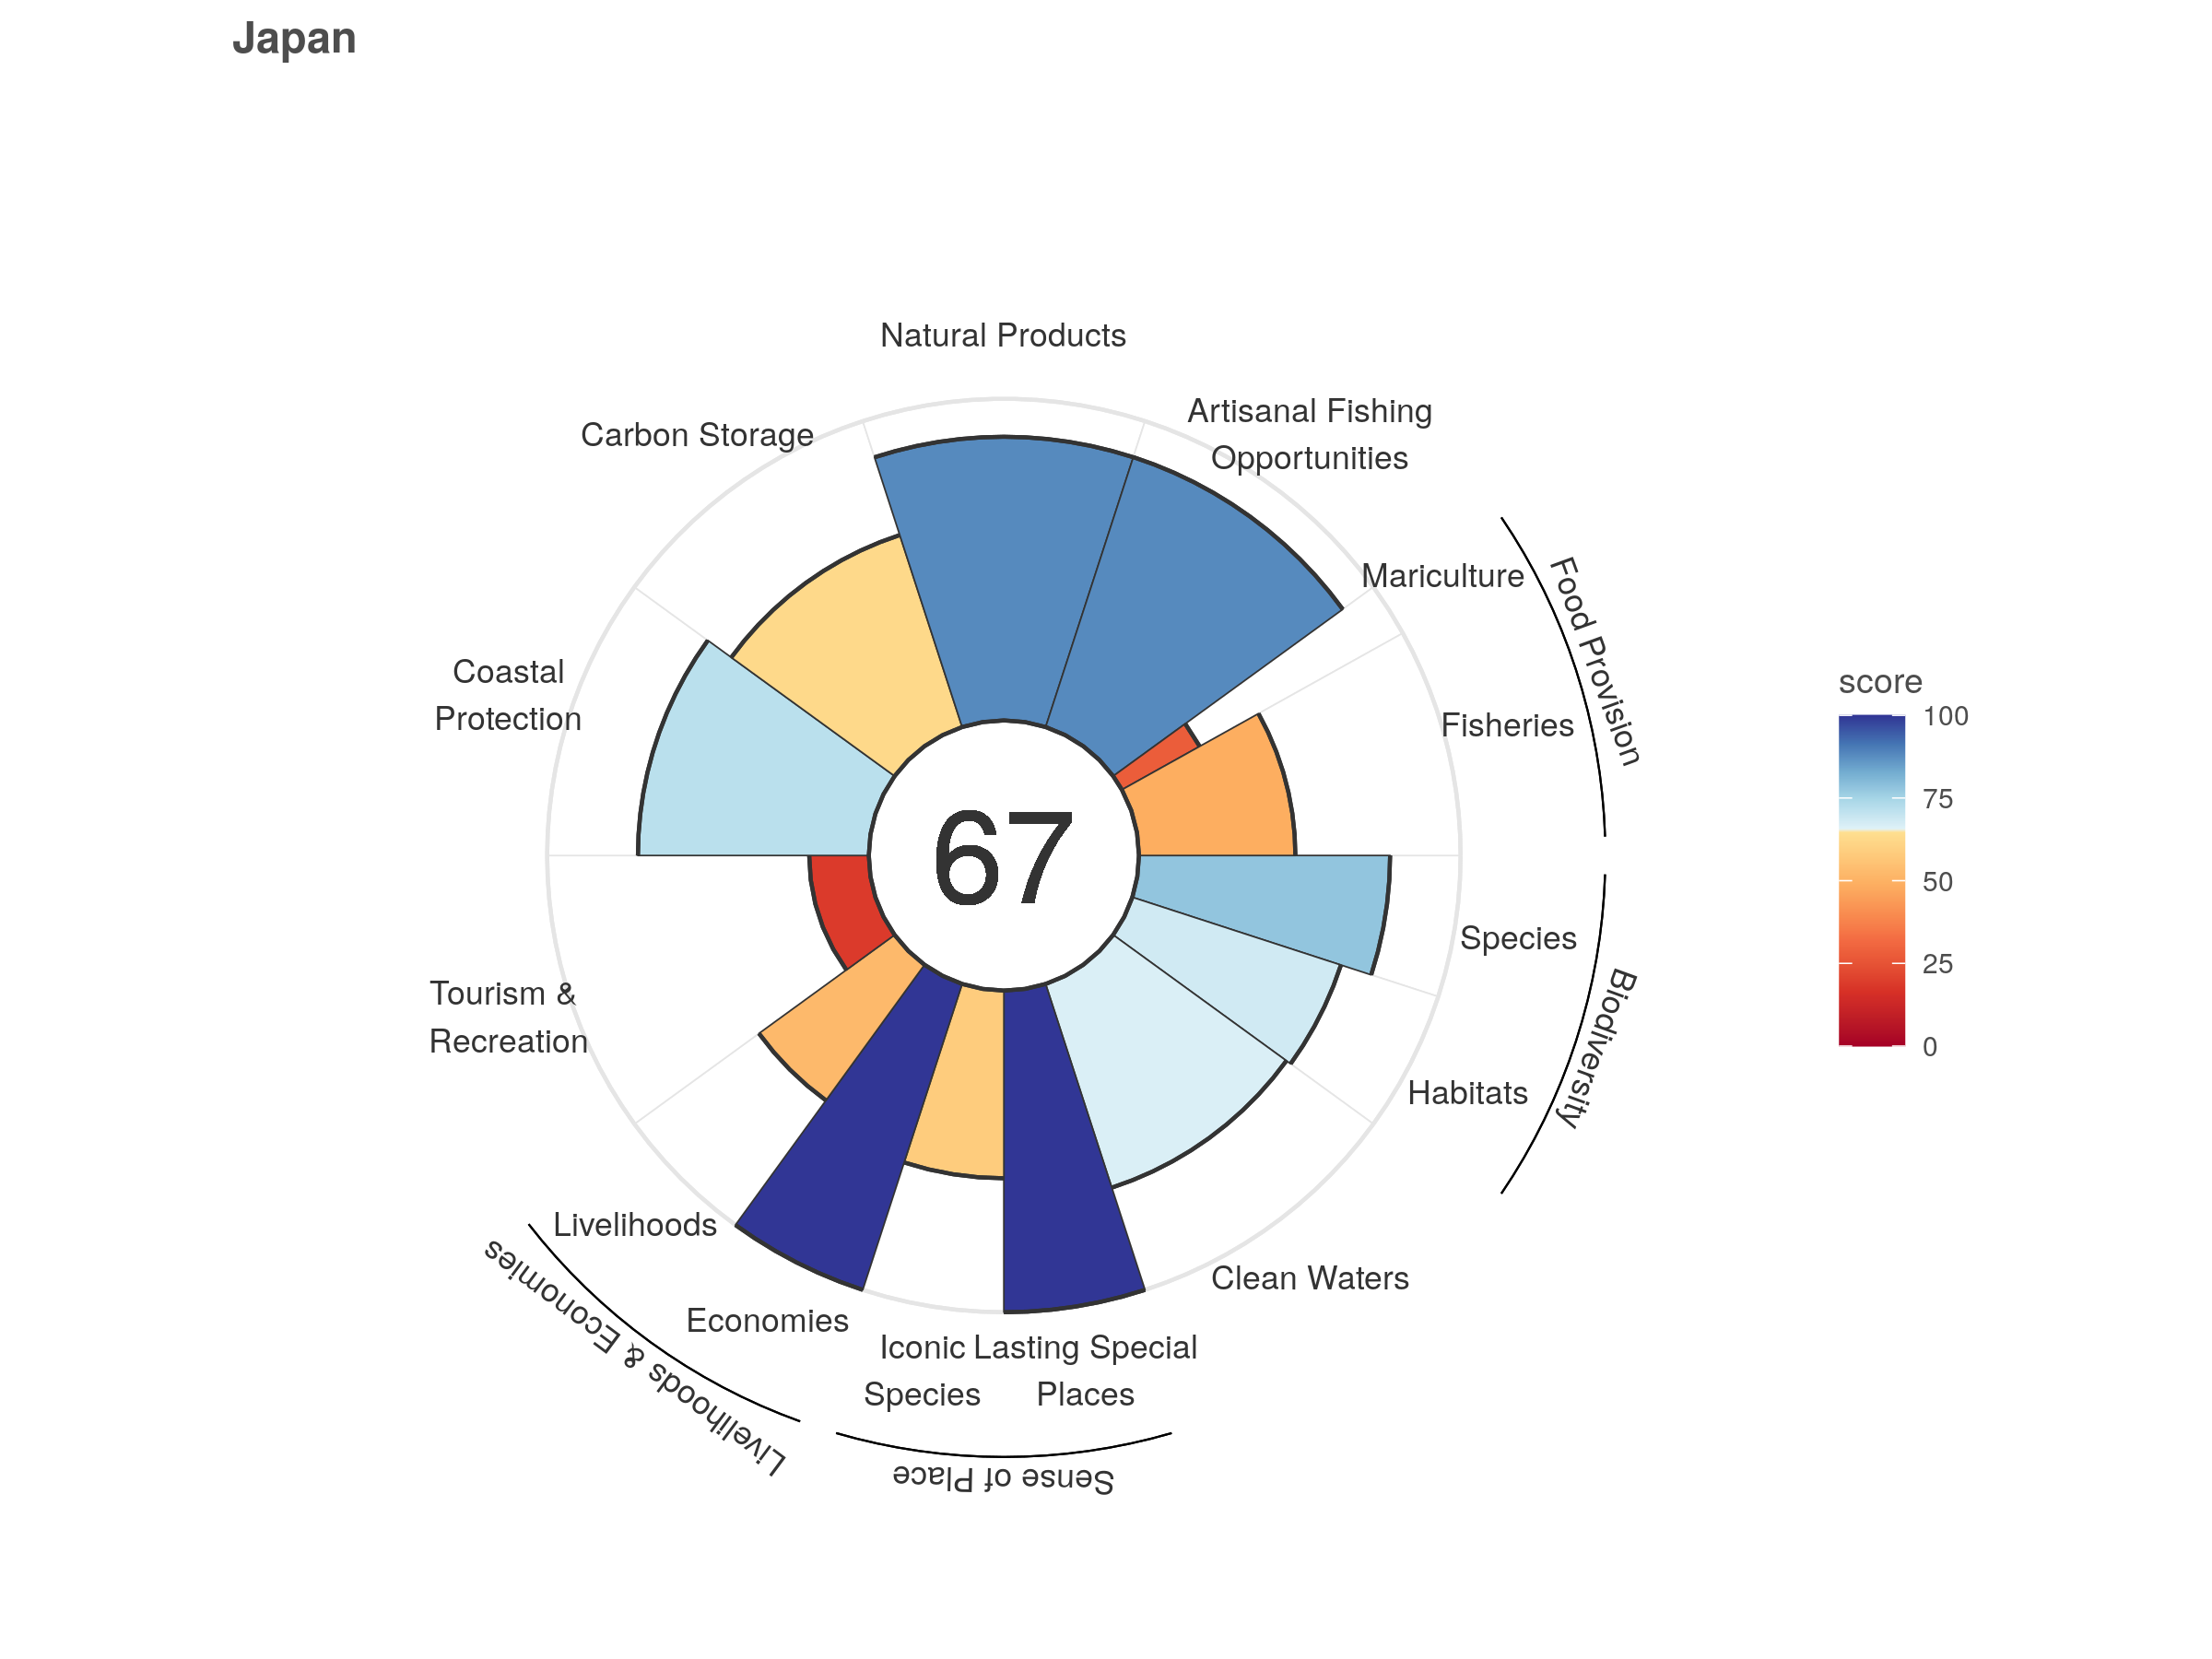 Japan
Natural Products
Artisanal Fishing
Opportunities
Carbon Storage
Mariculture
Food Provision
Coastal
Protection
Fisheries
score
100
75
50
25
0
67
Species
Biodiversity
Tourism &
Recreation
Habitats
Livelihoods
Clean Waters
Economies
Livelihoods & Economies
Iconic
Species
Lasting Special
Places
Sense of Place